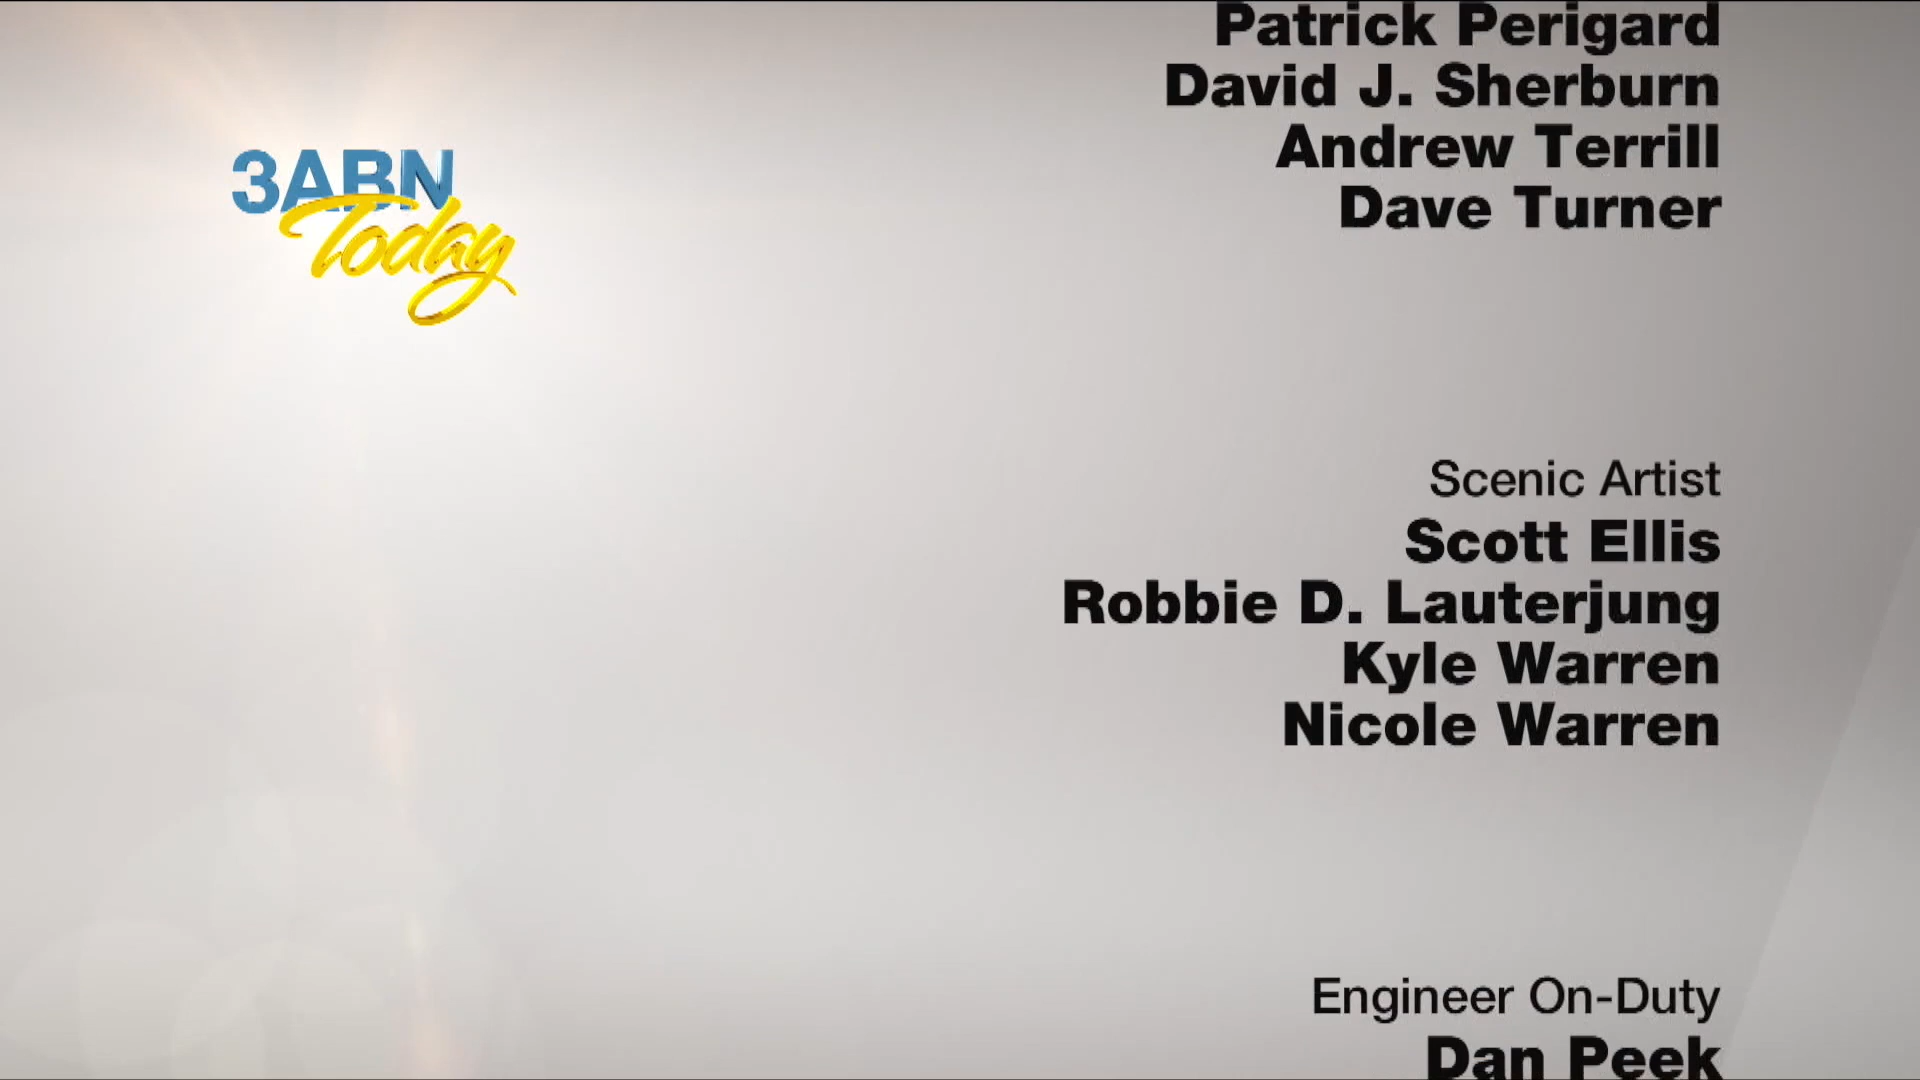 3ABN
Today
Patrick Perigard
David J. Sherburn
Andrew Terrill
Dave Turner
Scenic Artist
Scott Ellis
Robbie D. Lauterjung
Kyle Warren
Nicole Warren
Engineer On-Duty
Dan Peek